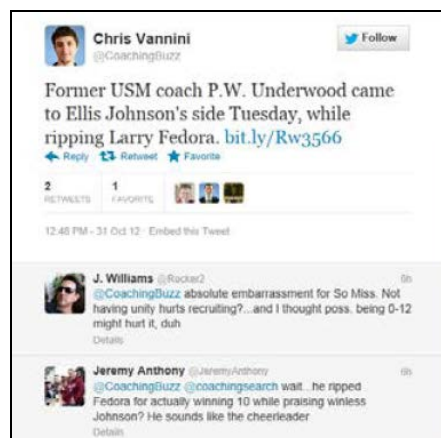 Chris Vannini
Follow
@CoachingBuzz
Former USM coach P.W. Underwood came
to Ellis Johnson's side Tuesday, while
ripping Larry Fedora. bit.ly/Rw3566
Reply Retweet Favorite
2 1
RETWEETS FAVORITE
12:48 PM - 31 Oct 12 · Embed this Tweet
J. Williams @Rocker2 6h
@CoachingBuzz absolute embarrassment for So Miss. Not
having unity hurts recruiting?...and I thought poss. being 0-12
might hurt it, duh
Details
Jeremy Anthony @JeremyAnthony 6h
@CoachingBuzz @coachingsearch wait...he ripped
Fedora for actually winning 10 while praising winless
Johnson? He sounds like the cheerleader
Details